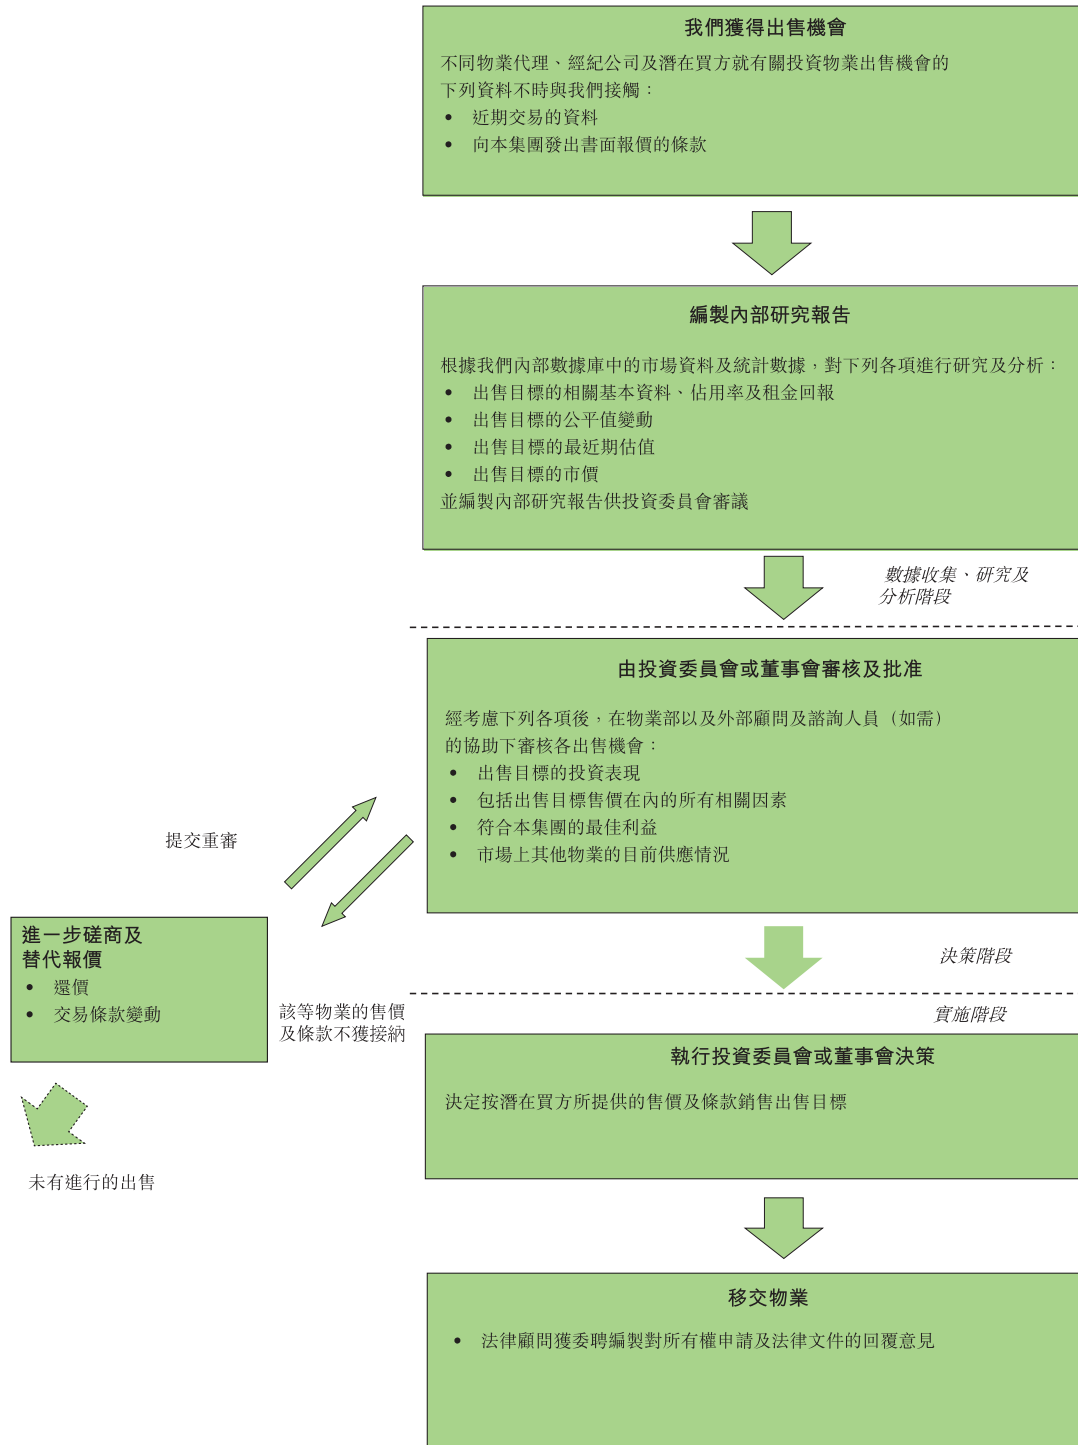 我們獲得出售機會
不同物業代理、經紀公司及潛在買方就有關投資物業出售機會的
下列資料不時與我們接觸：
• 近期交易的資料
• 向本集團發出書面報價的條款
編製內部研究報告
根據我們內部數據庫中的市場資料及統計數據，對下列各項進行研究及分析：
• 出售目標的相關基本資料、佔用率及租金回報
• 出售目標的公平值變動
• 出售目標的最近期估值
• 出售目標的市價
並編製內部研究報告供投資委員會審議
數據收集、研究及
分析階段
由投資委員會或董事會審核及批准
經考慮下列各項後，在物業部以及外部顧問及諮詢人員（如需）
的協助下審核各出售機會：
• 出售目標的投資表現
• 包括出售目標售價在內的所有相關因素
• 符合本集團的最佳利益
• 市場上其他物業的目前供應情況
提交重審
進一步磋商及
替代報價
• 還價
• 交易條款變動
該等物業的售價
及條款不獲接納
未有進行的出售
決策階段
實施階段
執行投資委員會或董事會決策
決定按潛在買方所提供的售價及條款銷售出售目標
移交物業
• 法律顧問獲委聘編製對所有權申請及法律文件的回覆意見